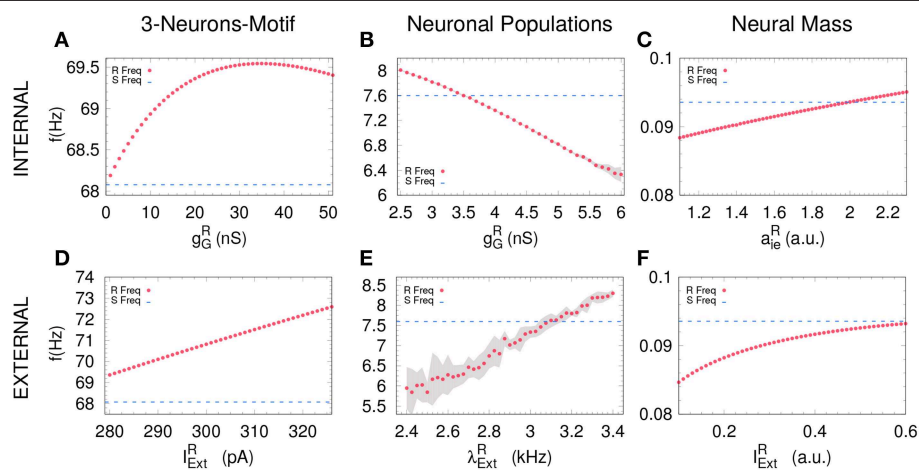 3-Neurons-Motif Neuronal Populations Neural Mass
INTERNAL
EXTERNAL
A
R Freq
S Freq
f(Hz)
69.5
69
68.5
68
0 10 20 30 40 50
g_G^R (nS)
B
R Freq
S Freq
8
7.6
7.2
6.8
6.4
6
2.5 3 3.5 4 4.5 5 5.5 6
g_G^R (nS)
C
R Freq
S Freq
0.1
0.09
0.08
1.2 1.4 1.6 1.8 2 2.2
a_ie^R (a.u.)
D
R Freq
S Freq
f(Hz)
74
73
72
71
70
69
68
280 290 300 310 320
I_Ext^R (pA)
E
R Freq
S Freq
8.5
8
7.5
7
6.5
6
5.5
2.4 2.6 2.8 3 3.2 3.4
λ_Ext^R (kHz)
F
R Freq
S Freq
0.1
0.09
0.08
0.2 0.4 0.6
I_Ext^R (a.u.)